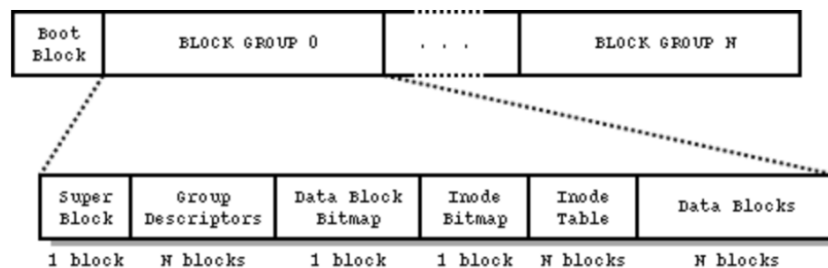 Boot
Block
BLOCK GROUP 0
. . .
BLOCK GROUP N
Super
Block
Group
Descriptors
Data Block
Bitmap
Inode
Bitmap
Inode
Table
Data Blocks
1 block
N blocks
1 block
1 block
N blocks
N blocks